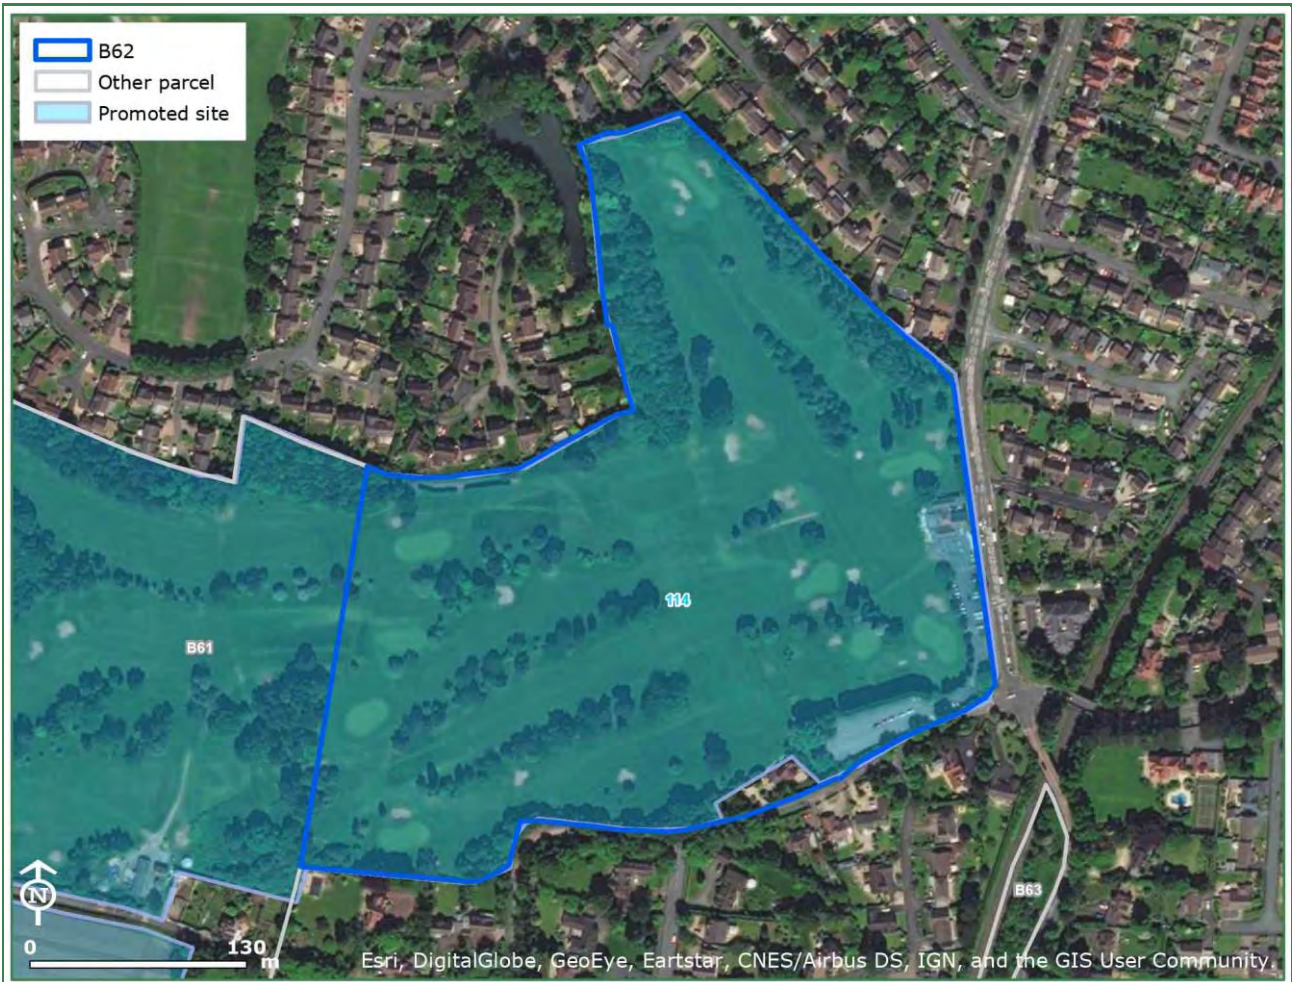 B62
Other parcel
Promoted site
114
B61
B63
N
0 130
m
Esri, DigitalGlobe, GeoEye, Eartstar, CNES/Airbus DS, IGN, and the GIS User Community.